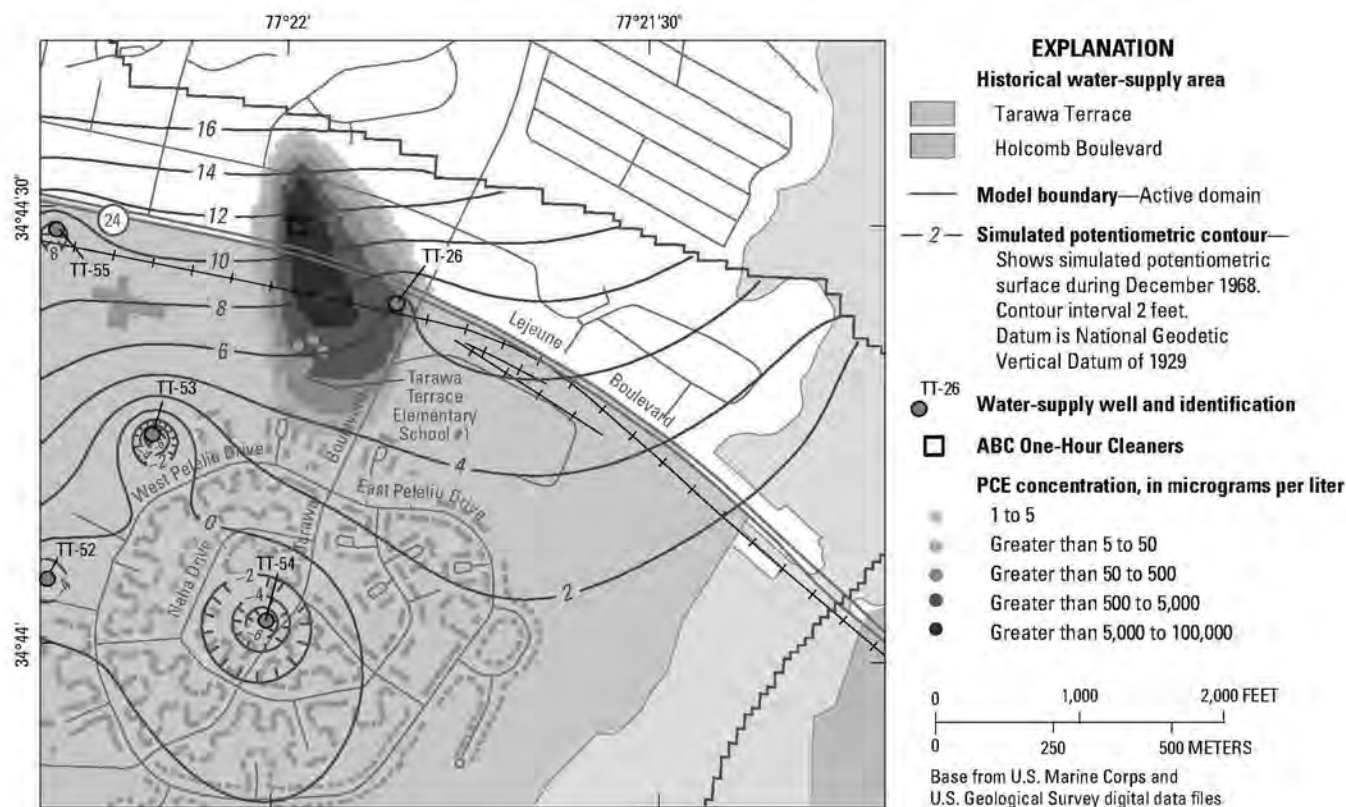 77°22'
77°21'30"
34°44'30"
34°44'
16
14
12
24
10
8
6
4
2
0
TT-55
TT-26
TT-53
TT-52
TT-54
-2
-4
-6
-2
-4
Lejeune
Boulevard
Tarawa
Terrace
Elementary
School #1
Boulevard
Tarawa
West Peleliu Drive
East Peleliu Drive
Naha Drive
EXPLANATION
Historical water-supply area
Tarawa Terrace
Holcomb Boulevard
Model boundary—Active domain
2 Simulated potentiometric contour—
Shows simulated potentiometric
surface during December 1968.
Contour interval 2 feet.
Datum is National Geodetic
Vertical Datum of 1929
TT-26
Water-supply well and identification
ABC One-Hour Cleaners
PCE concentration, in micrograms per liter
1 to 5
Greater than 5 to 50
Greater than 50 to 500
Greater than 500 to 5,000
Greater than 5,000 to 100,000
0 1,000 2,000 FEET
0 250 500 METERS
Base from U.S. Marine Corps and
U.S. Geological Survey digital data files